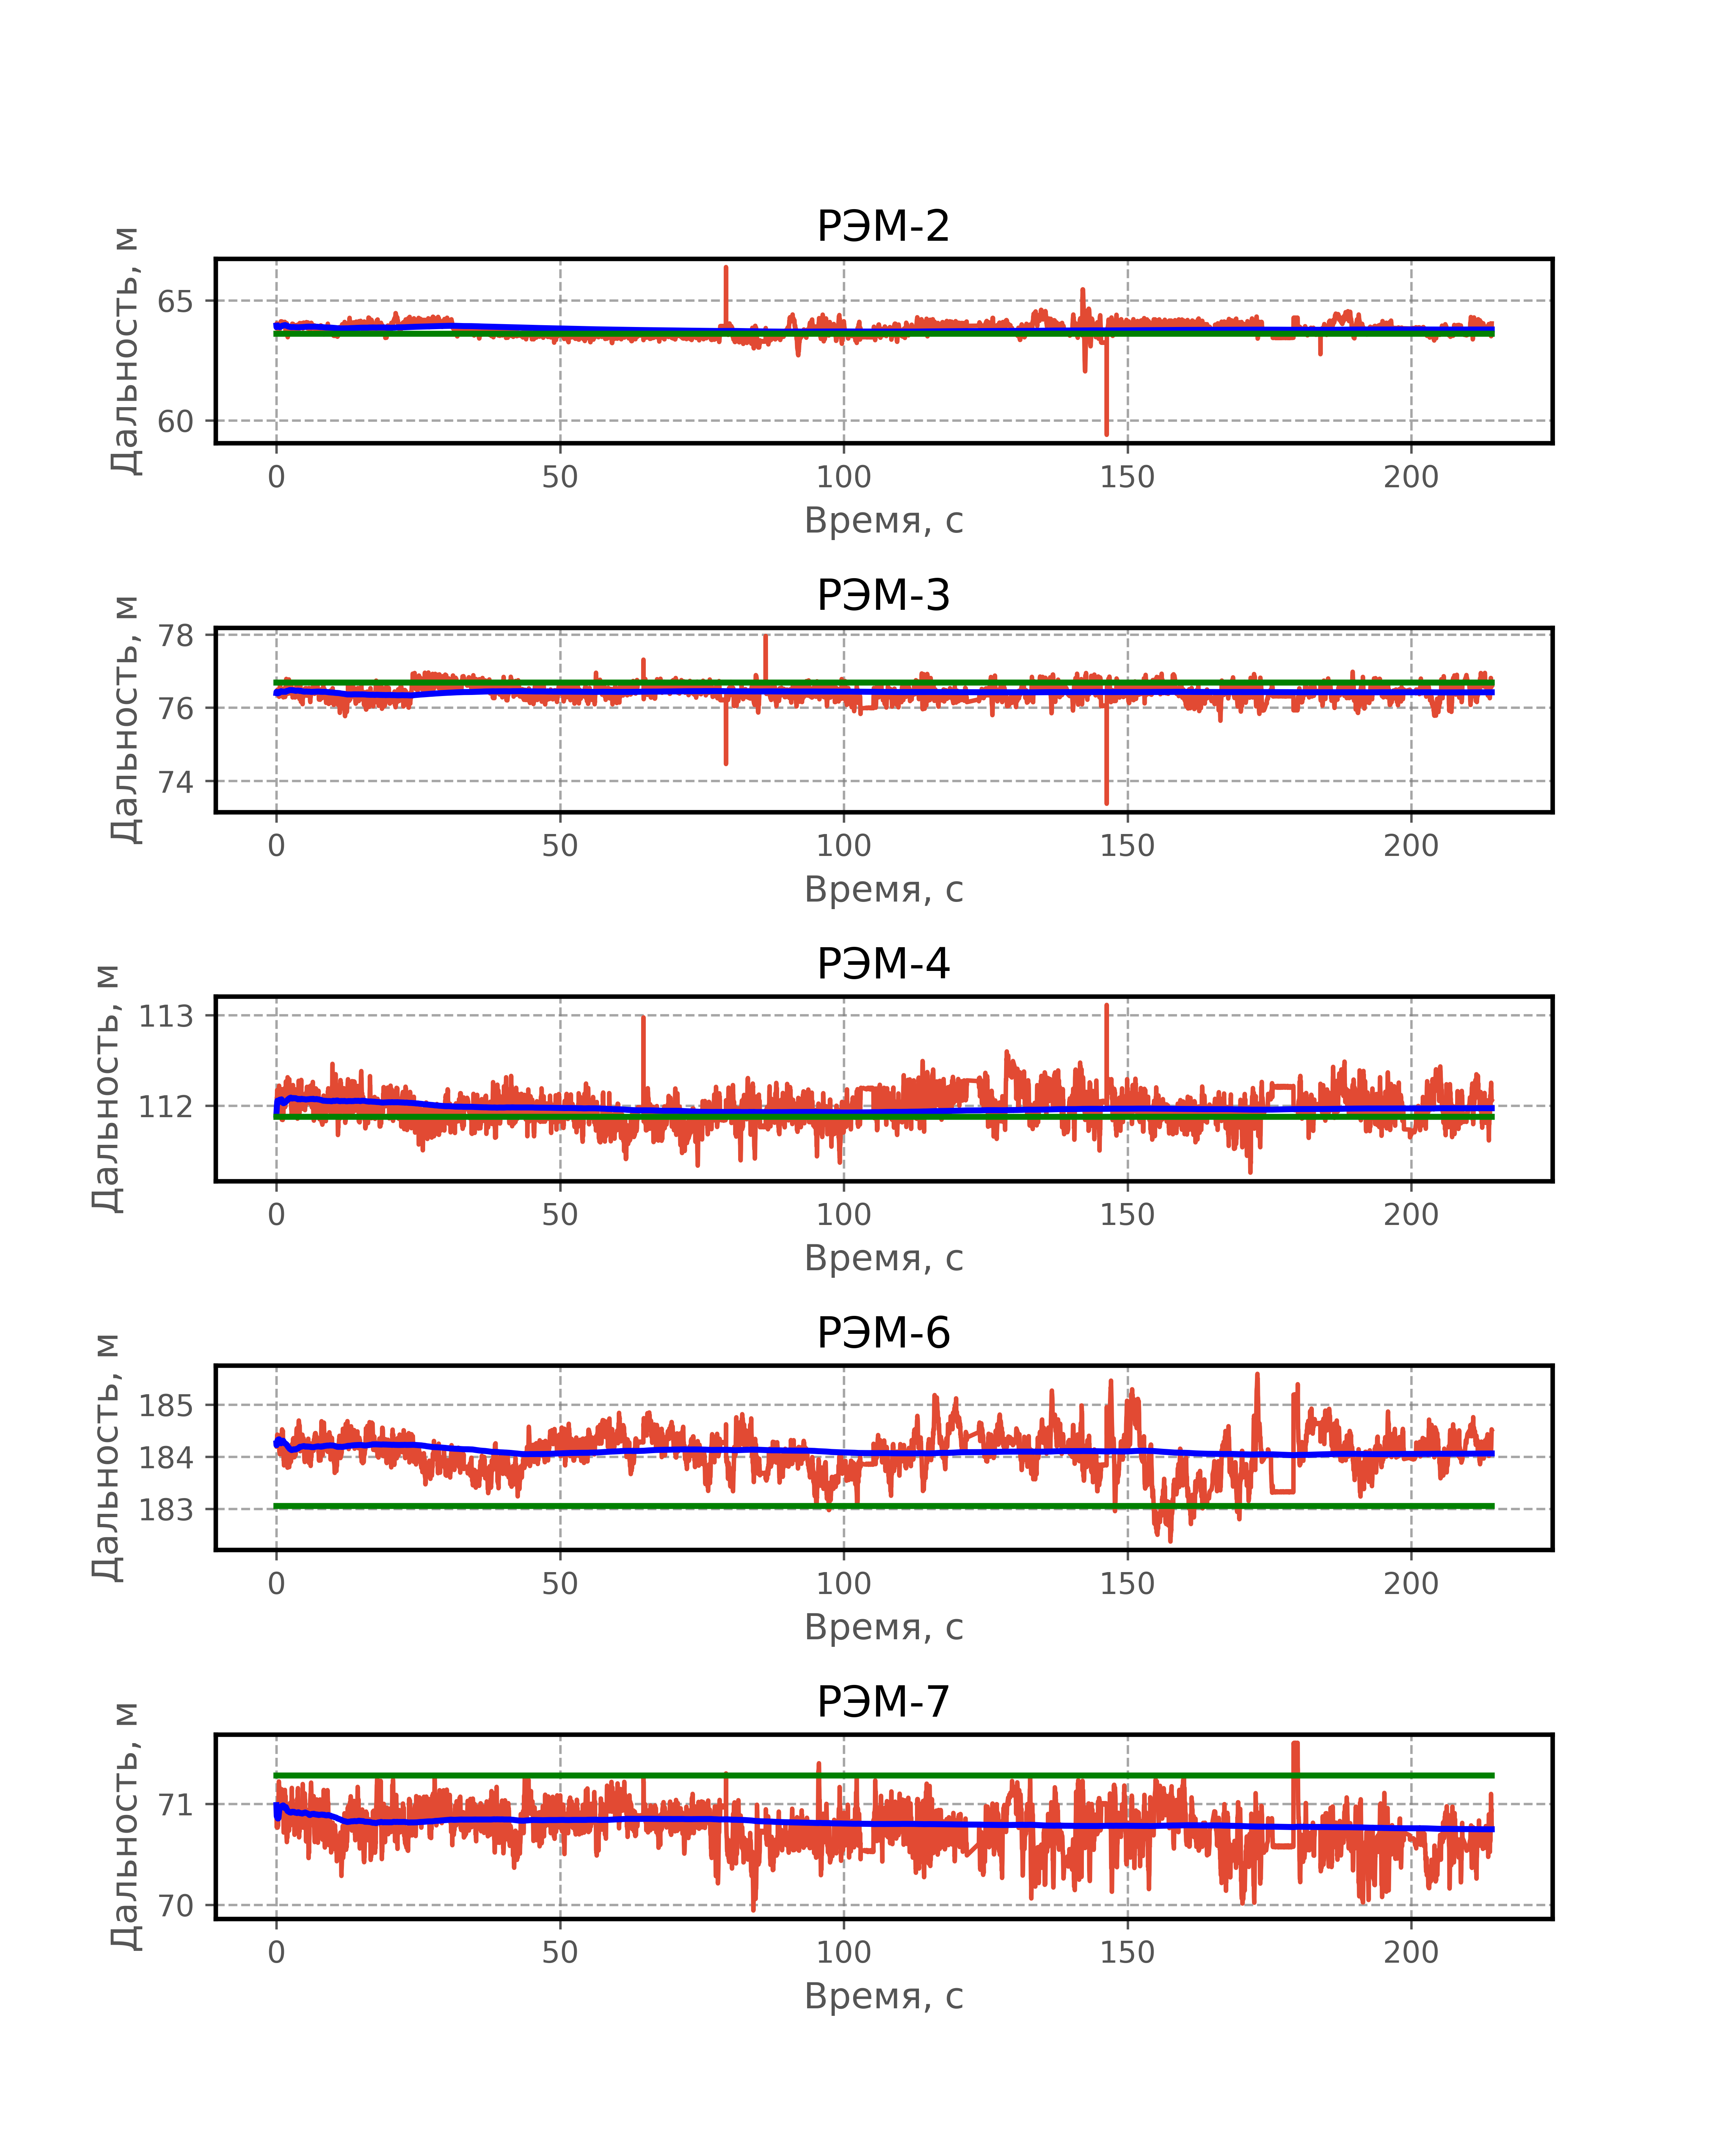 РЭМ-2
Дальность, м
65
60
0 50 100 150 200
Время, с
РЭМ-3
Дальность, м
78
76
74
0 50 100 150 200
Время, с
РЭМ-4
Дальность, м
113
112
0 50 100 150 200
Время, с
РЭМ-6
Дальность, м
185
184
183
0 50 100 150 200
Время, с
РЭМ-7
Дальность, м
71
70
0 50 100 150 200
Время, с